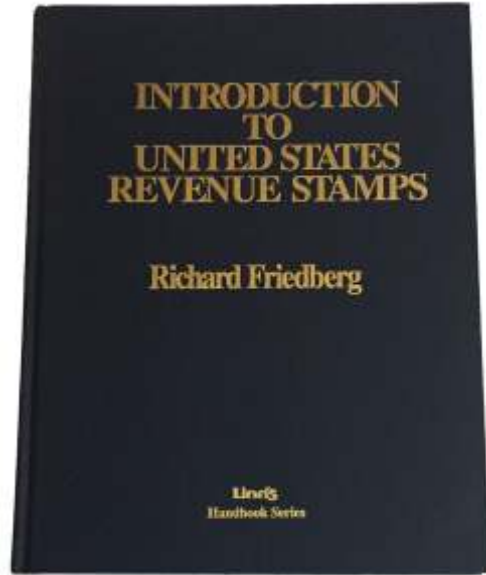 INTRODUCTION
TO
UNITED STATES
REVENUE STAMPS
Richard Friedberg
Linn's
Handbook Series